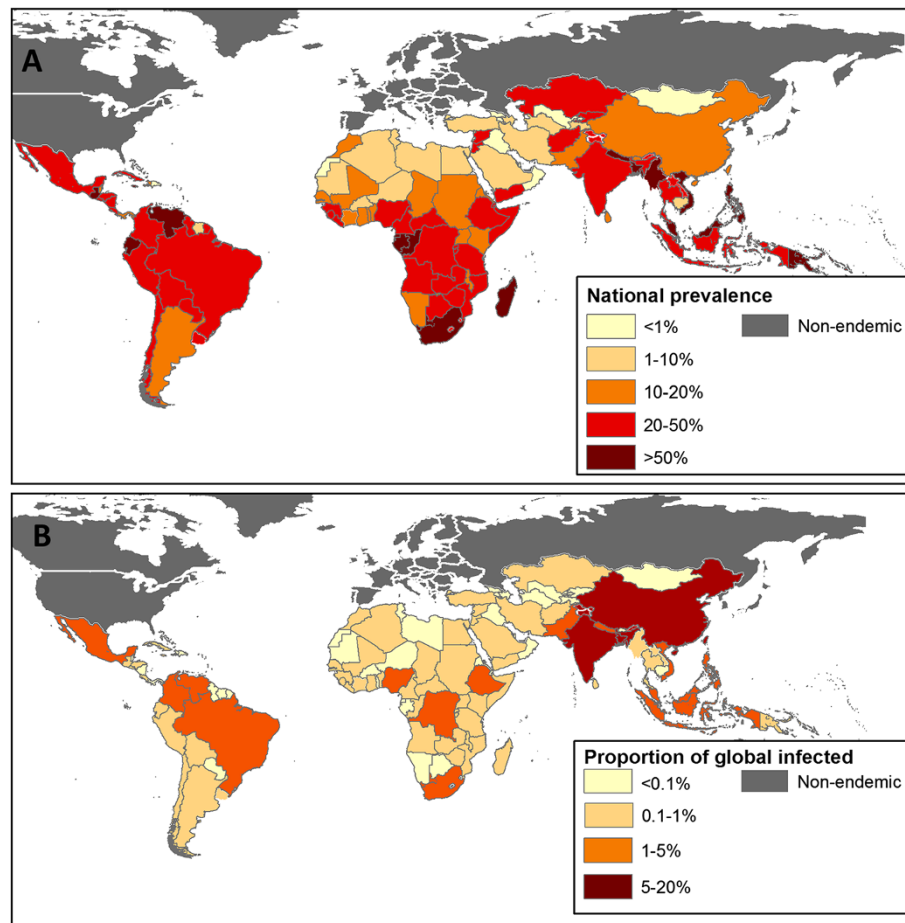 A
National prevalence
<1%
Non-endemic
1-10%
10-20%
20-50%
>50%
B
Proportion of global infected
<0.1%
Non-endemic
0.1-1%
1-5%
5-20%